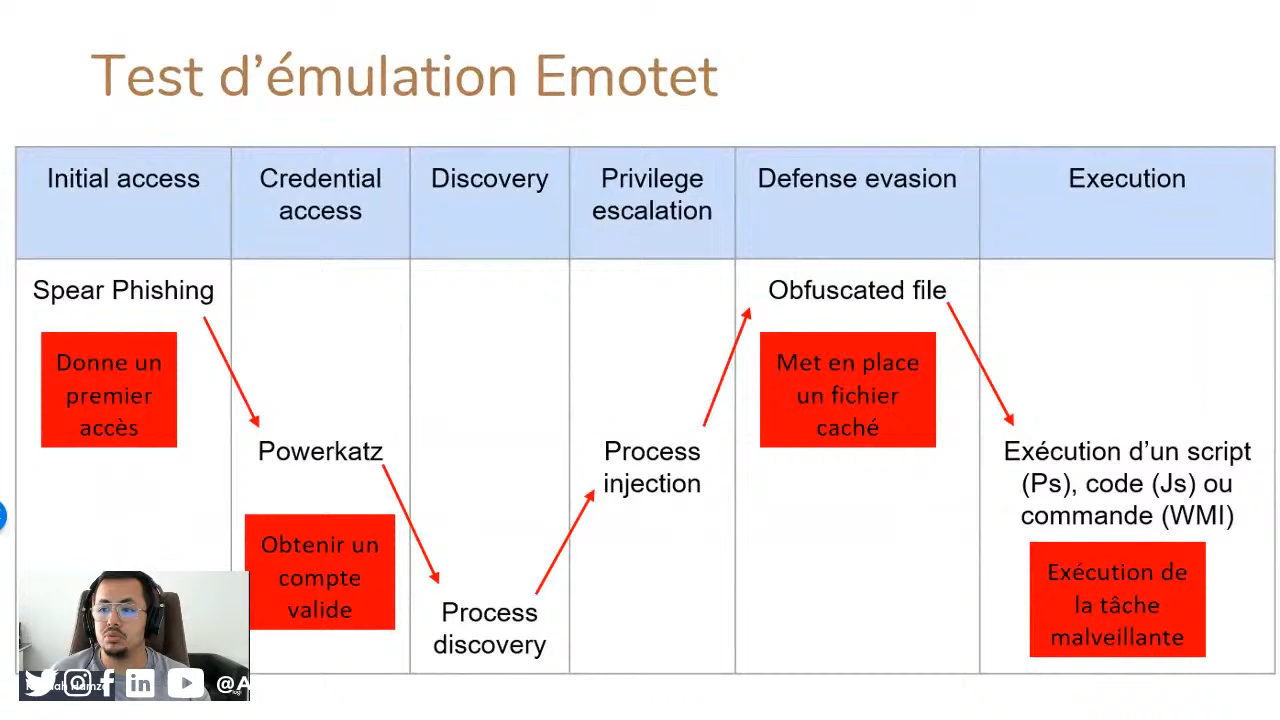 Test d’émulation Emotet
Initial access
Credential
access
Discovery
Privilege
escalation
Defense evasion
Execution
Spear Phishing
Donne un
premier
accès
Powerkatz
Obtenir un
compte
valide
Process
discovery
Process
injection
Obfuscated file
Met en place
un fichier
caché
Exécution d’un script
(Ps), code (Js) ou
commande (WMI)
Exécution de
la tâche
malveillante